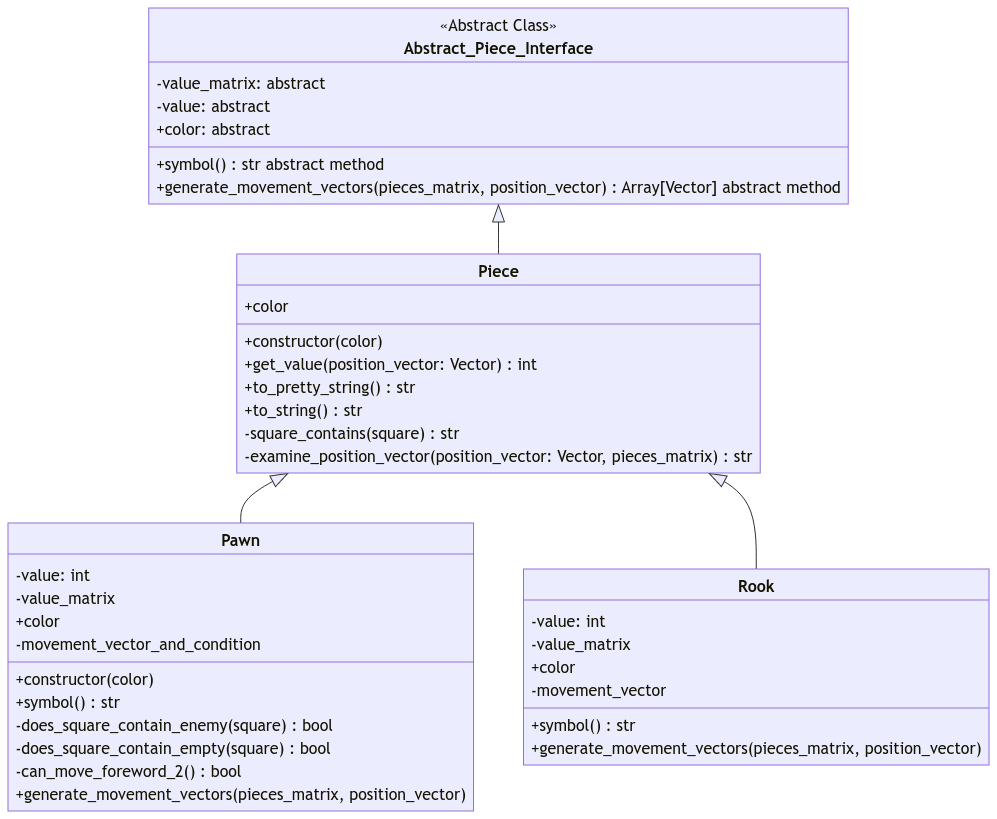 «Abstract Class»
Abstract_Piece_Interface
-value_matrix: abstract
-value: abstract
+color: abstract
+symbol() : str abstract method
+generate_movement_vectors(pieces_matrix, position_vector) : Array[Vector] abstract method
Piece
+color
+constructor(color)
+get_value(position_vector: Vector) : int
+to_pretty_string() : str
+to_string() : str
-square_contains(square) : str
-examine_position_vector(position_vector: Vector, pieces_matrix) : str
Pawn
-value: int
-value_matrix
+color
-movement_vector_and_condition
+constructor(color)
+symbol() : str
-does_square_contain_enemy(square) : bool
-does_square_contain_empty(square) : bool
-can_move_foreword_2() : bool
+generate_movement_vectors(pieces_matrix, position_vector)
Rook
-value: int
-value_matrix
+color
-movement_vector
+symbol() : str
+generate_movement_vectors(pieces_matrix, position_vector)